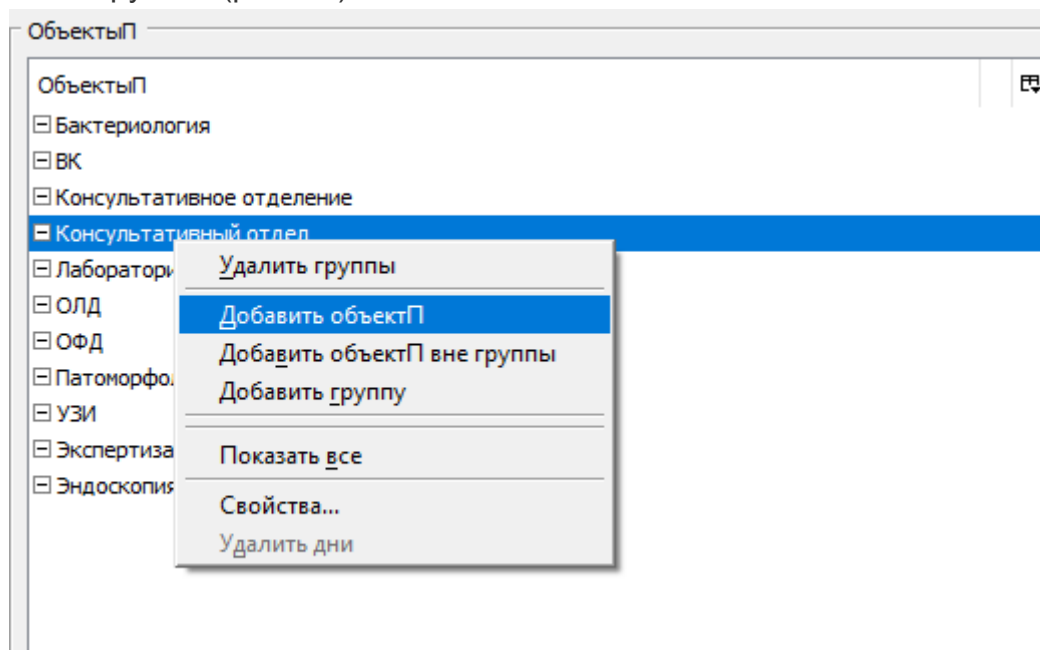 ОбъектыП
ОбъектыП
Бактериология
ВК
Консультативное отделение
Консультативный отдел
Лаборатори
ОЛД
ОФД
Патоморфо
УЗИ
Экспертиза
Эндоскопия
Удалить группы
Добавить объектП
Добавить объектП вне группы
Добавить группу
Показать все
Свойства...
Удалить дни